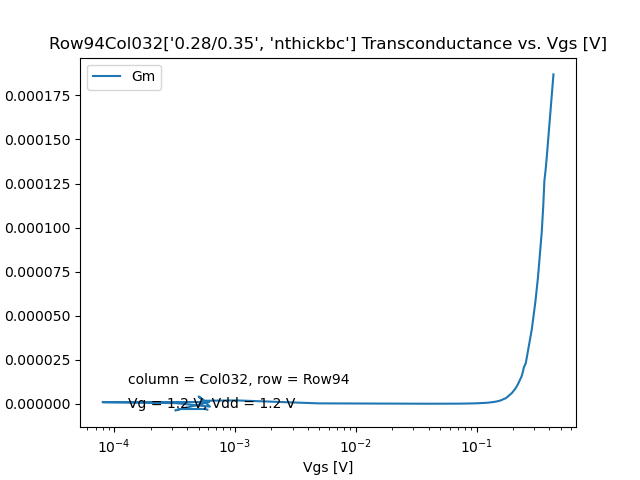 Row94Col032['0.28/0.35', 'nthickbc'] Transconductance vs. Vgs [V]
Gm
0.000175
0.000150
0.000125
0.000100
0.000075
0.000050
0.000025
0.000000
column = Col032, row = Row94
Vg = 1.2 V, Vdd = 1.2 V
10⁻⁴ 10⁻³ 10⁻² 10⁻¹
Vgs [V]